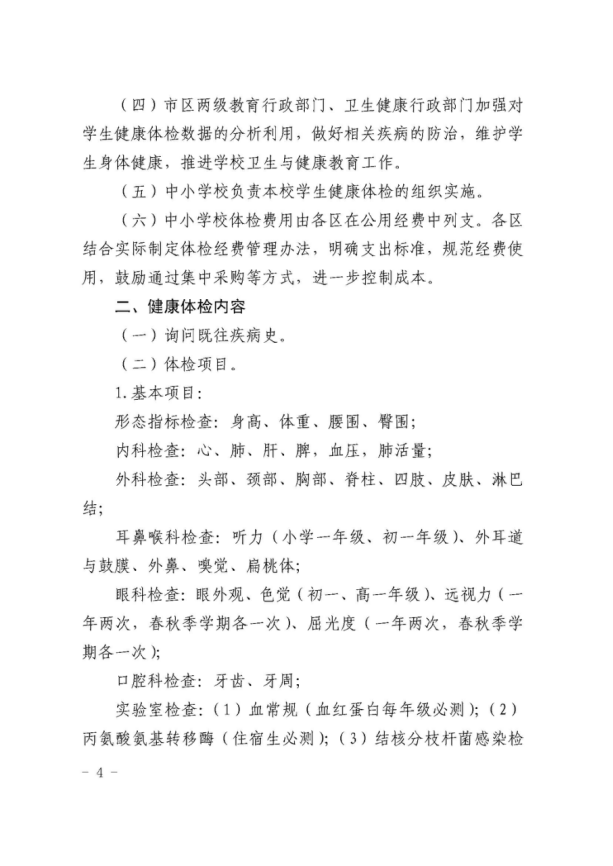 （四）市区两级教育行政部门、卫生健康行政部门加强对
学生健康体检数据的分析利用，做好相关疾病的防治，维护学
生身体健康，推进学校卫生与健康教育工作。
（五）中小学校负责本校学生健康体检的组织实施。
（六）中小学校体检费用由各区在公用经费中列支。各区
结合实际制定体检经费管理办法，明确支出标准，规范经费使
用，鼓励通过集中采购等方式，进一步控制成本。
二、健康体检内容
（一）询问既往疾病史。
（二）体检项目。
1.基本项目：
形态指标检查：身高、体重、腰围、臀围；
内科检查：心、肺、肝、脾，血压，肺活量；
外科检查：头部、颈部、胸部、脊柱、四肢、皮肤、淋巴
结；
耳鼻喉科检查：听力（小学一年级、初一年级）、外耳道
与鼓膜、外鼻、嗅觉、扁桃体；
眼科检查：眼外观、色觉（初一、高一年级）、远视力（一
年两次，春秋季学期各一次）、屈光度（一年两次，春秋季学
期各一次）；
口腔科检查：牙齿、牙周；
实验室检查：（1）血常规（血红蛋白每年级必测）；（2）
丙氨酸氨基转移酶（住宿生必测）；（3）结核分枝杆菌感染检
- 4 -